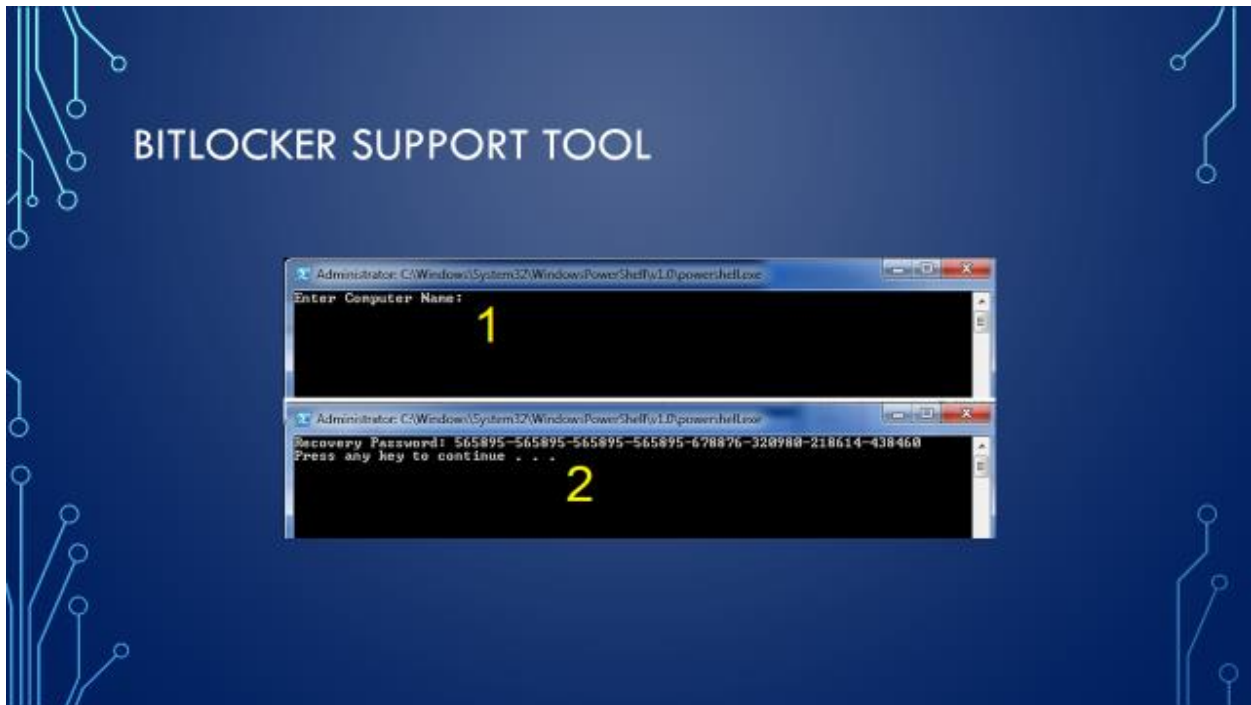 BITLOCKER SUPPORT TOOL
Administrator: C:\Windows\System32\WindowsPowerShell\v1.0\powershell.exe
Enter Computer Name:
1
Administrator: C:\Windows\System32\WindowsPowerShell\v1.0\powershell.exe
Recovery Password: 565895-565895-565895-565895-678876-320980-218614-438460
Press any key to continue . . .
2